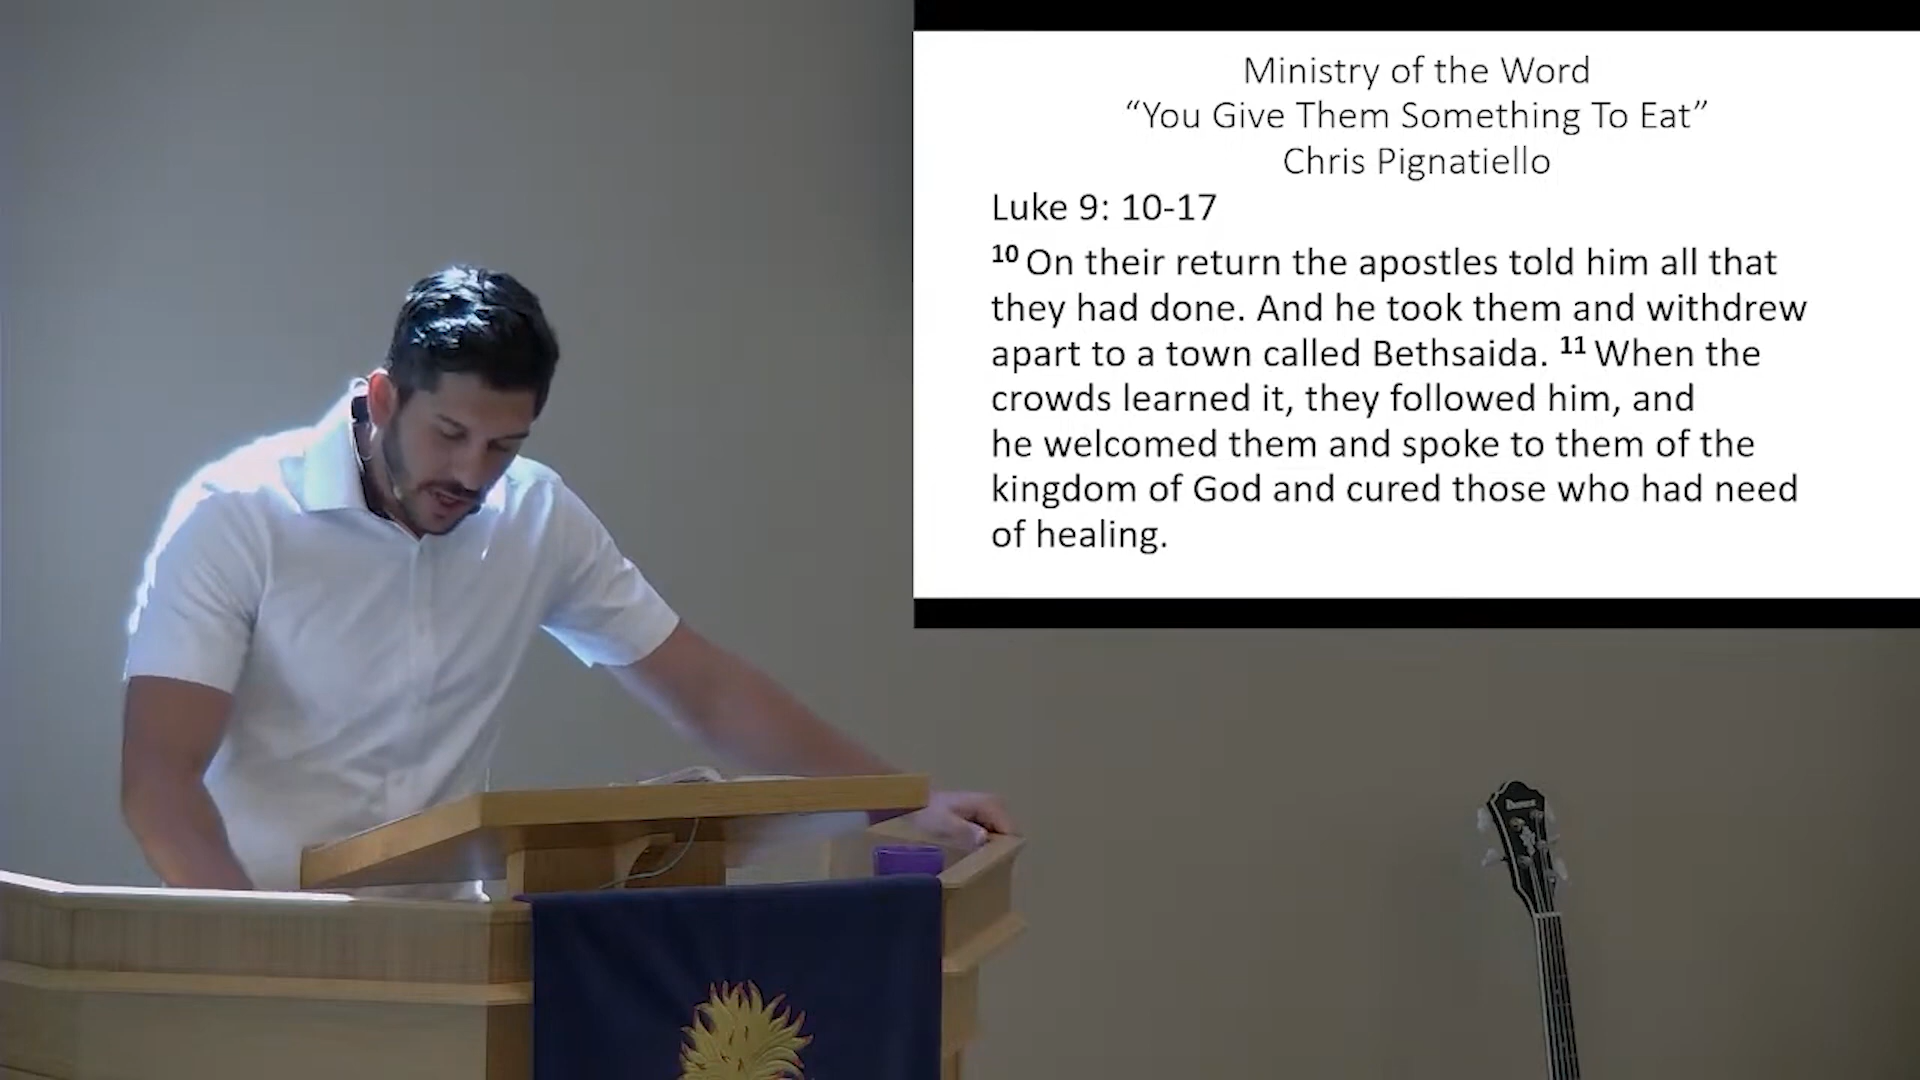 Ministry of the Word
“You Give Them Something To Eat”
Chris Pignatiello
Luke 9: 10-17
10 On their return the apostles told him all that
they had done. And he took them and withdrew
apart to a town called Bethsaida. 11 When the
crowds learned it, they followed him, and
he welcomed them and spoke to them of the
kingdom of God and cured those who had need
of healing.